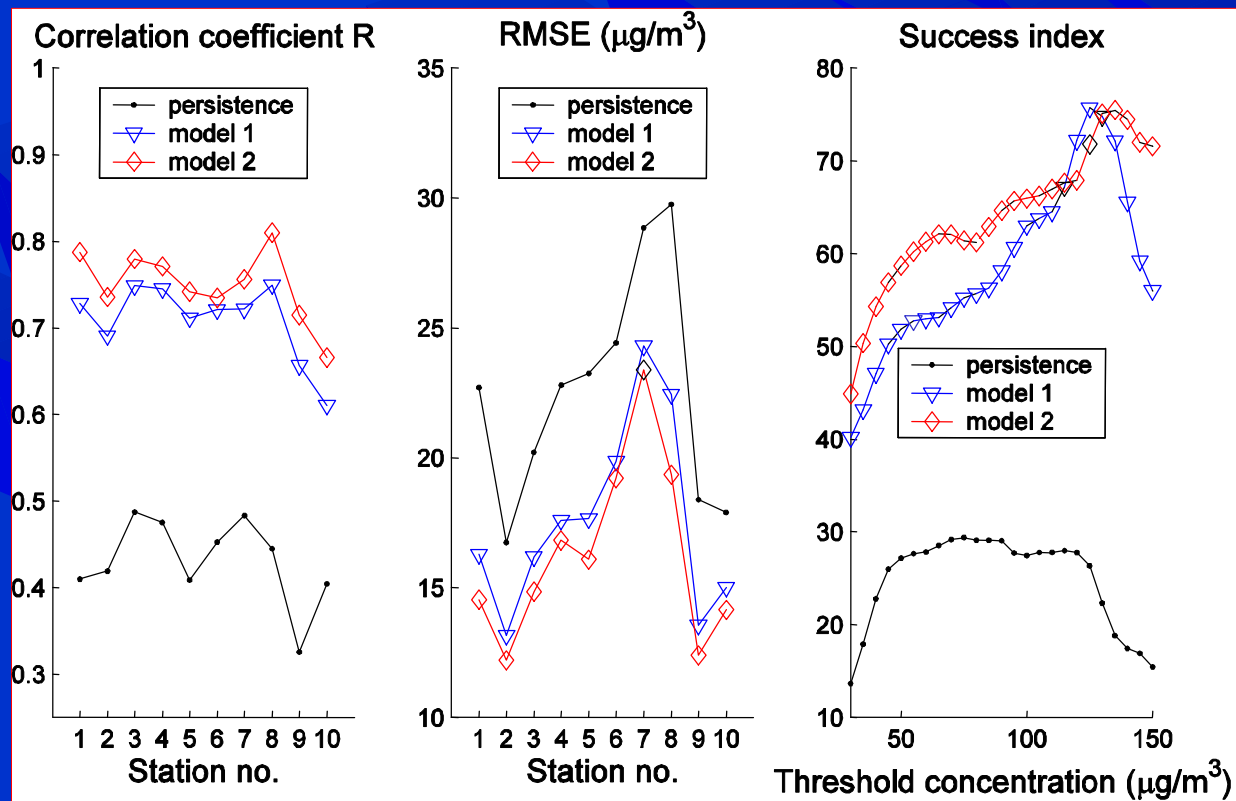 Correlation coefficient R
1
0.9
0.8
0.7
0.6
0.5
0.4
0.3
persistence
model 1
model 2
1 2 3 4 5 6 7 8 9 10
Station no.
RMSE (µg/m³)
35
30
25
20
15
10
persistence
model 1
model 2
1 2 3 4 5 6 7 8 9 10
Station no.
Success index
80
70
60
50
40
30
20
10
persistence
model 1
model 2
50 100 150
Threshold concentration (µg/m³)